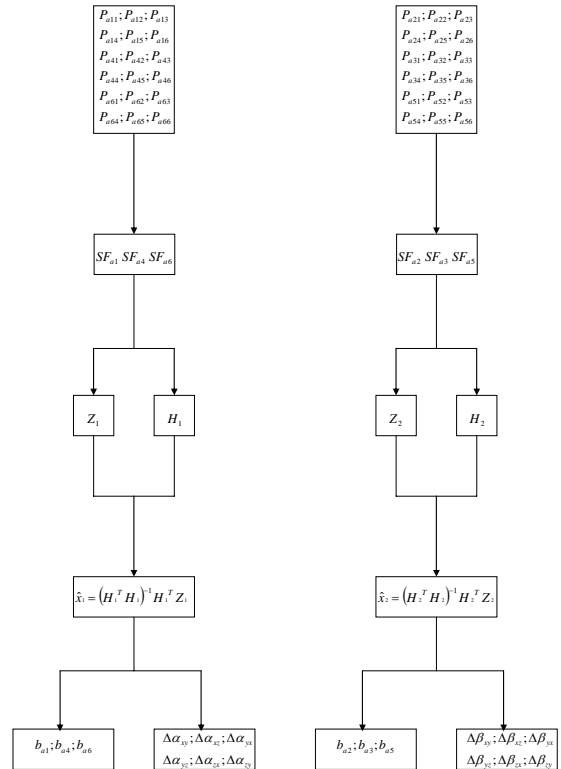 P_{a11}; P_{a12}; P_{a13}
P_{a14}; P_{a15}; P_{a16}
P_{a41}; P_{a42}; P_{a43}
P_{a44}; P_{a45}; P_{a46}
P_{a61}; P_{a62}; P_{a63}
P_{a64}; P_{a65}; P_{a66}
SF_{a1} SF_{a4} SF_{a6}
Z_1
H_1
x̂_1 = (H_1^T H_1)^{-1} H_1^T Z_1
b_{a1}; b_{a4}; b_{a6}
Δα_{xy}; Δα_{xz}; Δα_{yx}
Δα_{yz}; Δα_{zx}; Δα_{zy}
P_{a21}; P_{a22}; P_{a23}
P_{a24}; P_{a25}; P_{a26}
P_{a31}; P_{a32}; P_{a33}
P_{a34}; P_{a35}; P_{a36}
P_{a51}; P_{a52}; P_{a53}
P_{a54}; P_{a55}; P_{a56}
SF_{a2} SF_{a3} SF_{a5}
Z_2
H_2
x̂_2 = (H_2^T H_2)^{-1} H_2^T Z_2
b_{a2}; b_{a3}; b_{a5}
Δβ_{xy}; Δβ_{xz}; Δβ_{yx}
Δβ_{yz}; Δβ_{zx}; Δβ_{zy}